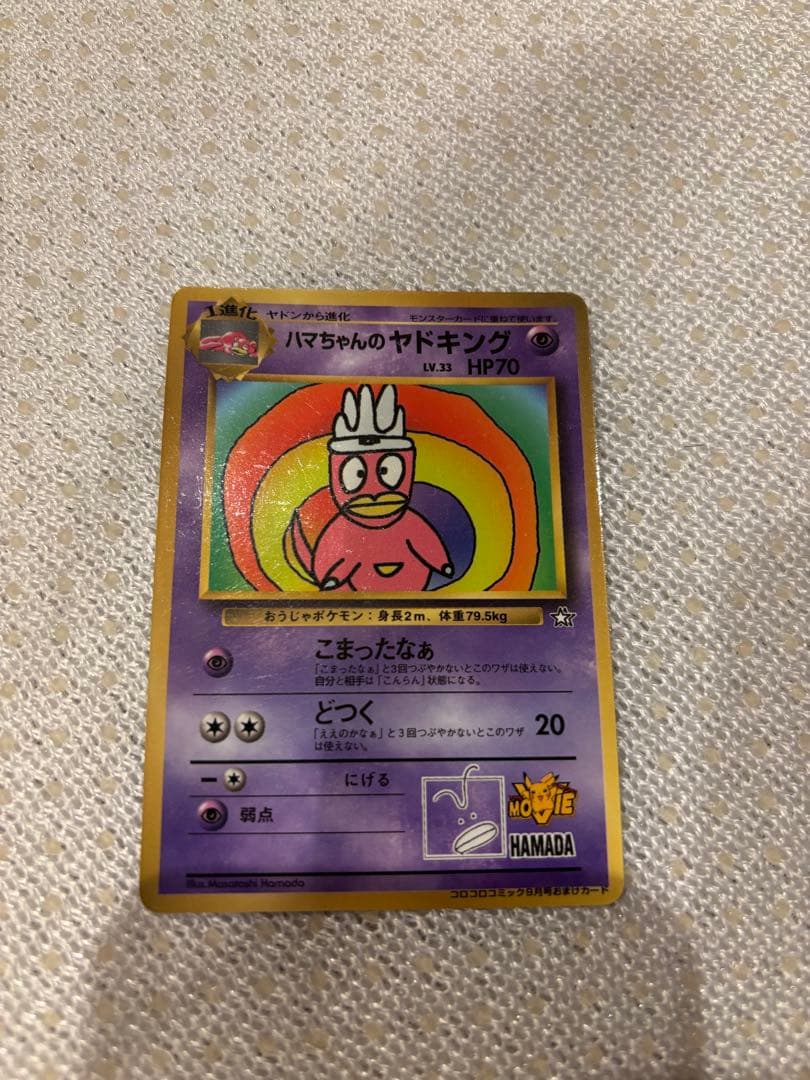 1進化 ヤドンから進化 モンスターカードに重ねて使います。
ハマちゃんのヤドキング
LV.33 HP70
おうじゃポケモン：身長2m、体重79.5kg
こまったなぁ
「こまったなぁ」と3回つぶやかないとこのワザは使えない。
自分と相手は「こんらん」状態になる。
どつく 20
「ええのかなぁ」と3回つぶやかないとこのワザ
は使えない。
にげる
弱点
MOVIE
HAMADA
Illus. Masatoshi Hamada
コロコロコミック9月号おまけカード